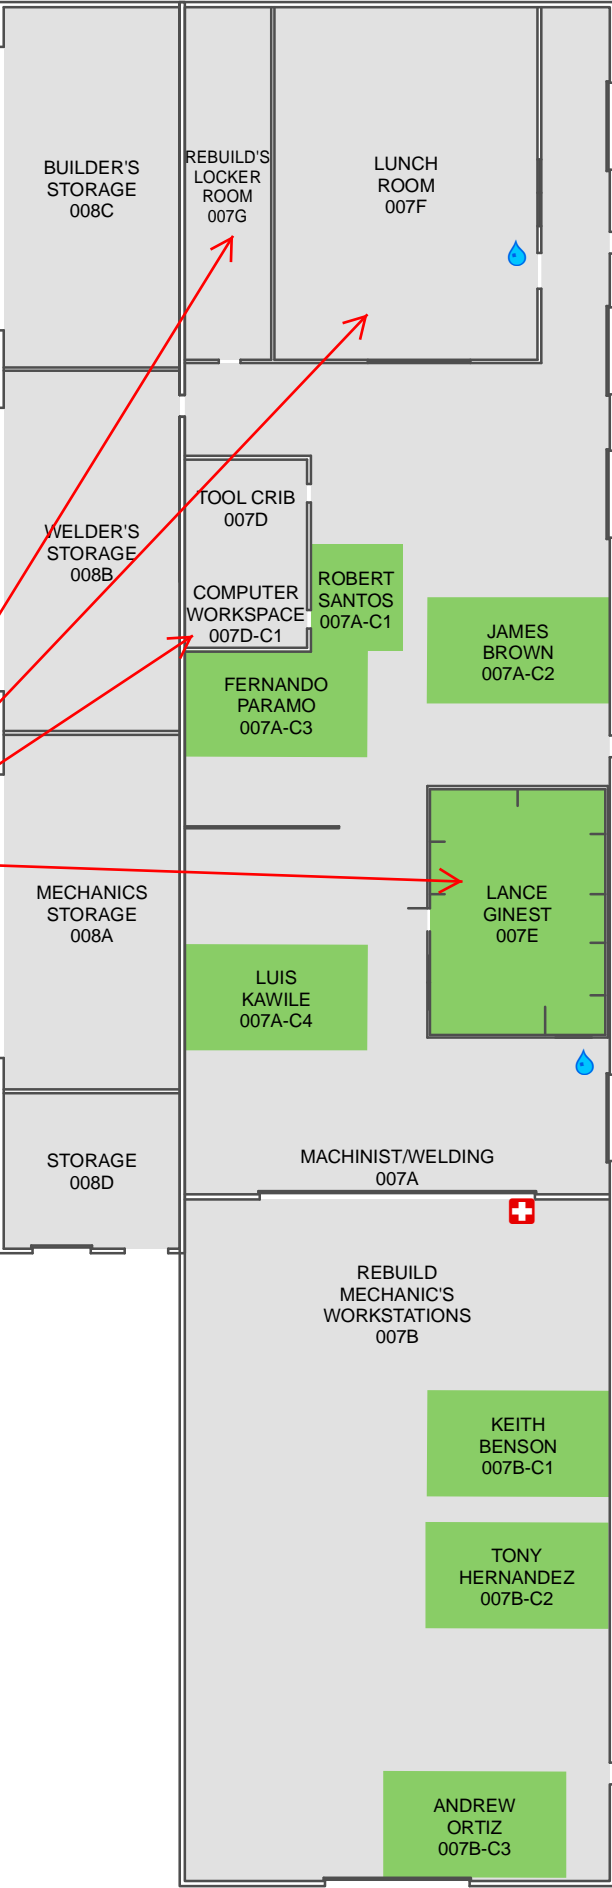 BUILDER'S
STORAGE
008C
REBUILD'S
LOCKER
ROOM
007G
LUNCH
ROOM
007F
WELDER'S
STORAGE
008B
TOOL CRIB
007D
COMPUTER
WORKSPACE
007D-C1
ROBERT
SANTOS
007A-C1
JAMES
BROWN
007A-C2
FERNANDO
PARAMO
007A-C3
MECHANICS
STORAGE
008A
LANCE
GINEST
007E
LUIS
KAWILE
007A-C4
STORAGE
008D
MACHINIST/WELDING
007A
REBUILD
MECHANIC'S
WORKSTATIONS
007B
KEITH
BENSON
007B-C1
TONY
HERNANDEZ
007B-C2
ANDREW
ORTIZ
007B-C3